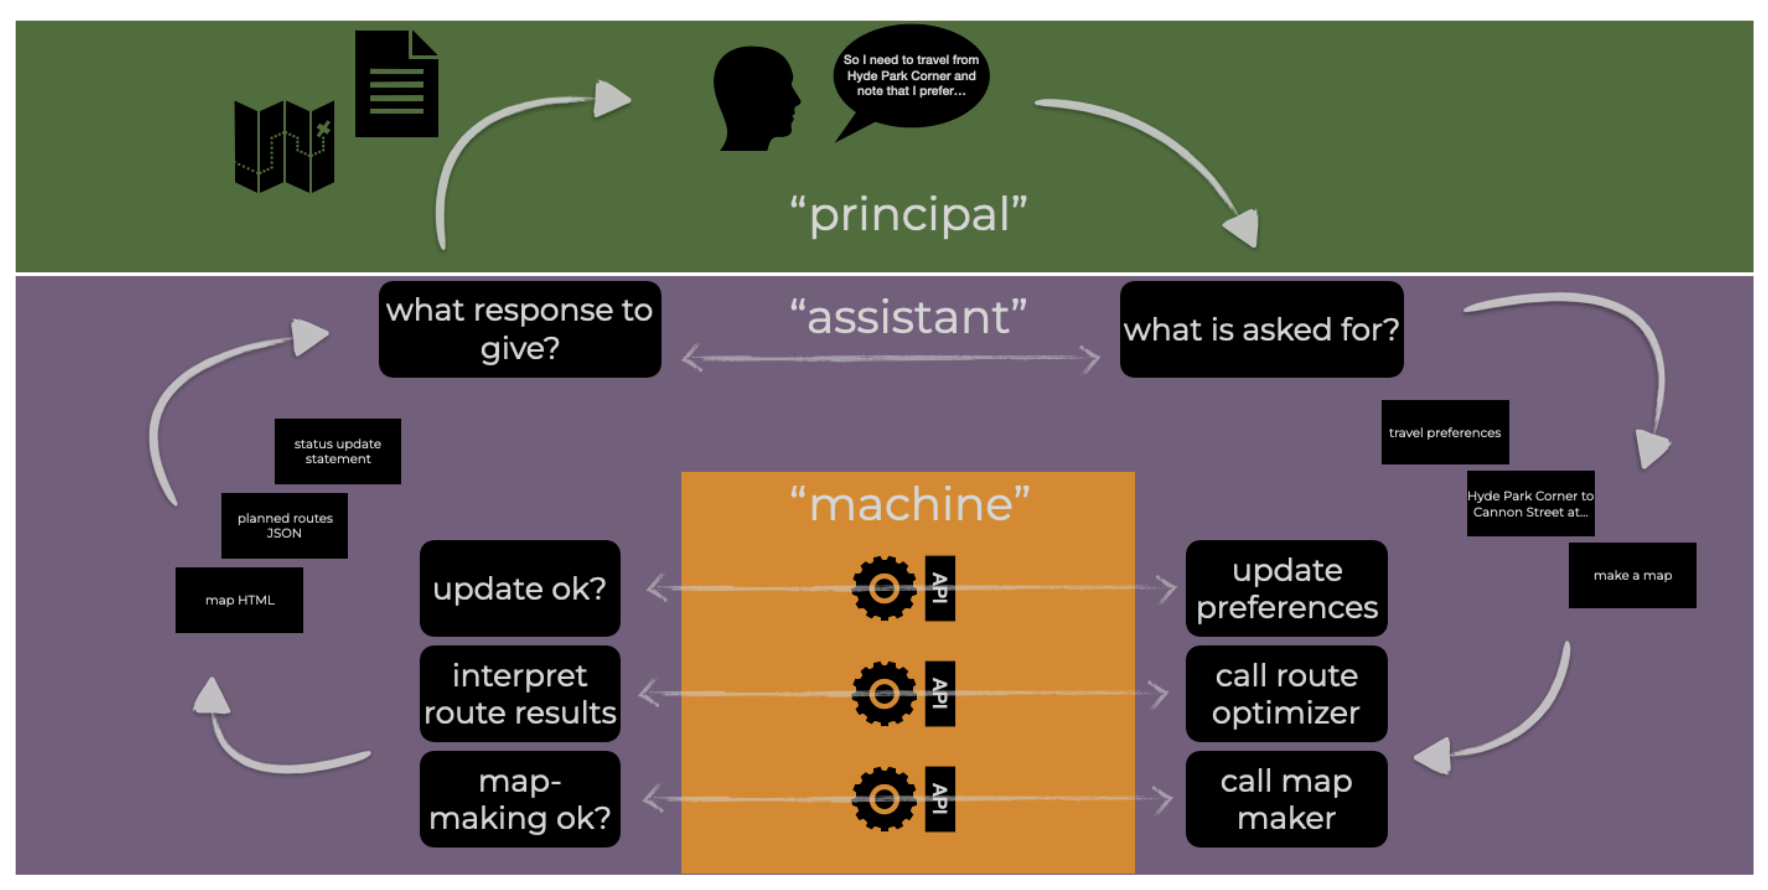 So I need to travel from
Hyde Park Corner and
note that I prefer...
“principal”
what response to
give?
“assistant”
what is asked for?
status update
statement
planned routes
JSON
map HTML
travel preferences
Hyde Park Corner to
Cannon Street at...
make a map
“machine”
update ok?
API
update
preferences
interpret
route results
API
call route
optimizer
map-
making ok?
API
call map
maker